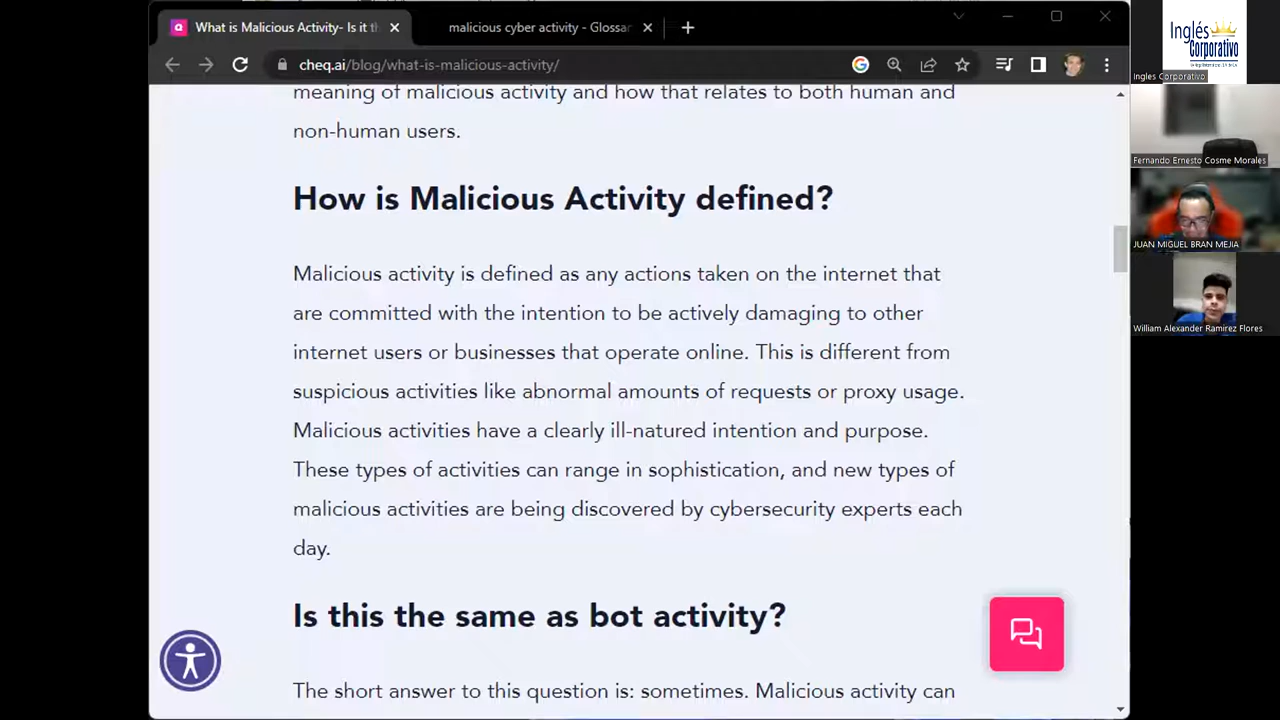 What is Malicious Activity- Is it th
malicious cyber activity - Glossar
cheq.ai/blog/what-is-malicious-activity/
meaning of malicious activity and how that relates to both human and
non-human users.
How is Malicious Activity defined?
Malicious activity is defined as any actions taken on the internet that
are committed with the intention to be actively damaging to other
internet users or businesses that operate online. This is different from
suspicious activities like abnormal amounts of requests or proxy usage.
Malicious activities have a clearly ill-natured intention and purpose.
These types of activities can range in sophistication, and new types of
malicious activities are being discovered by cybersecurity experts each
day.
Is this the same as bot activity?
The short answer to this question is: sometimes. Malicious activity can
Inglés
Corporativo
Ingles Corporativo
Fernando Ernesto Cosme Morales
JUAN MIGUEL BRAN MEJIA
William Alexander Ramirez Flores